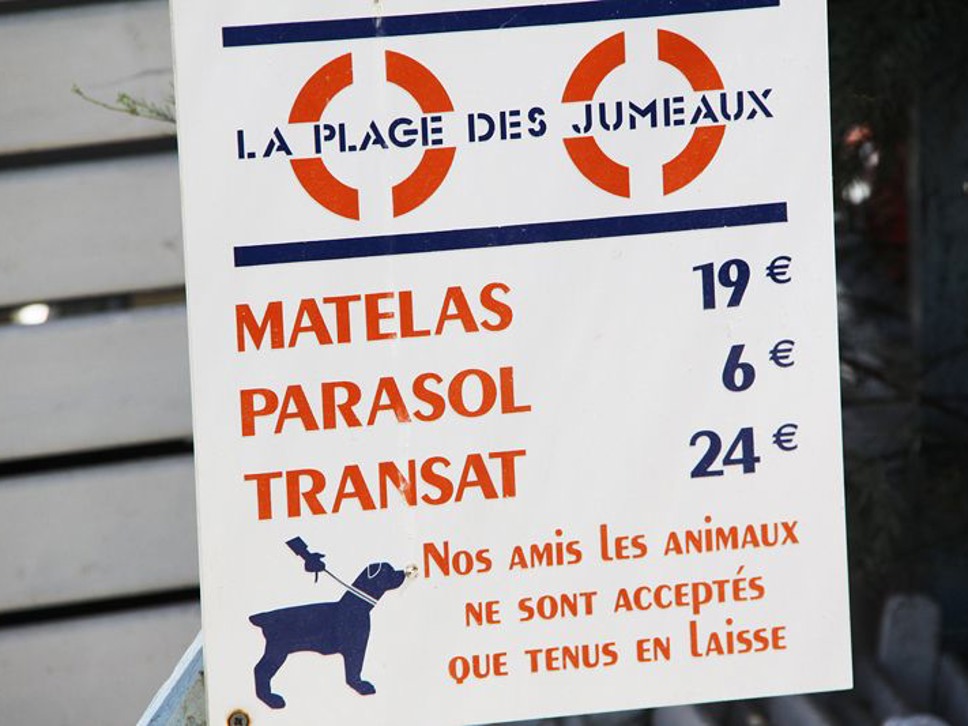 LA PLAGE DES JUMEAUX
MATELAS 19 €
PARASOL 6 €
TRANSAT 24 €
NOS AMIS LES ANIMAUX
NE SONT ACCEPTÉS
QUE TENUS EN LAISSE